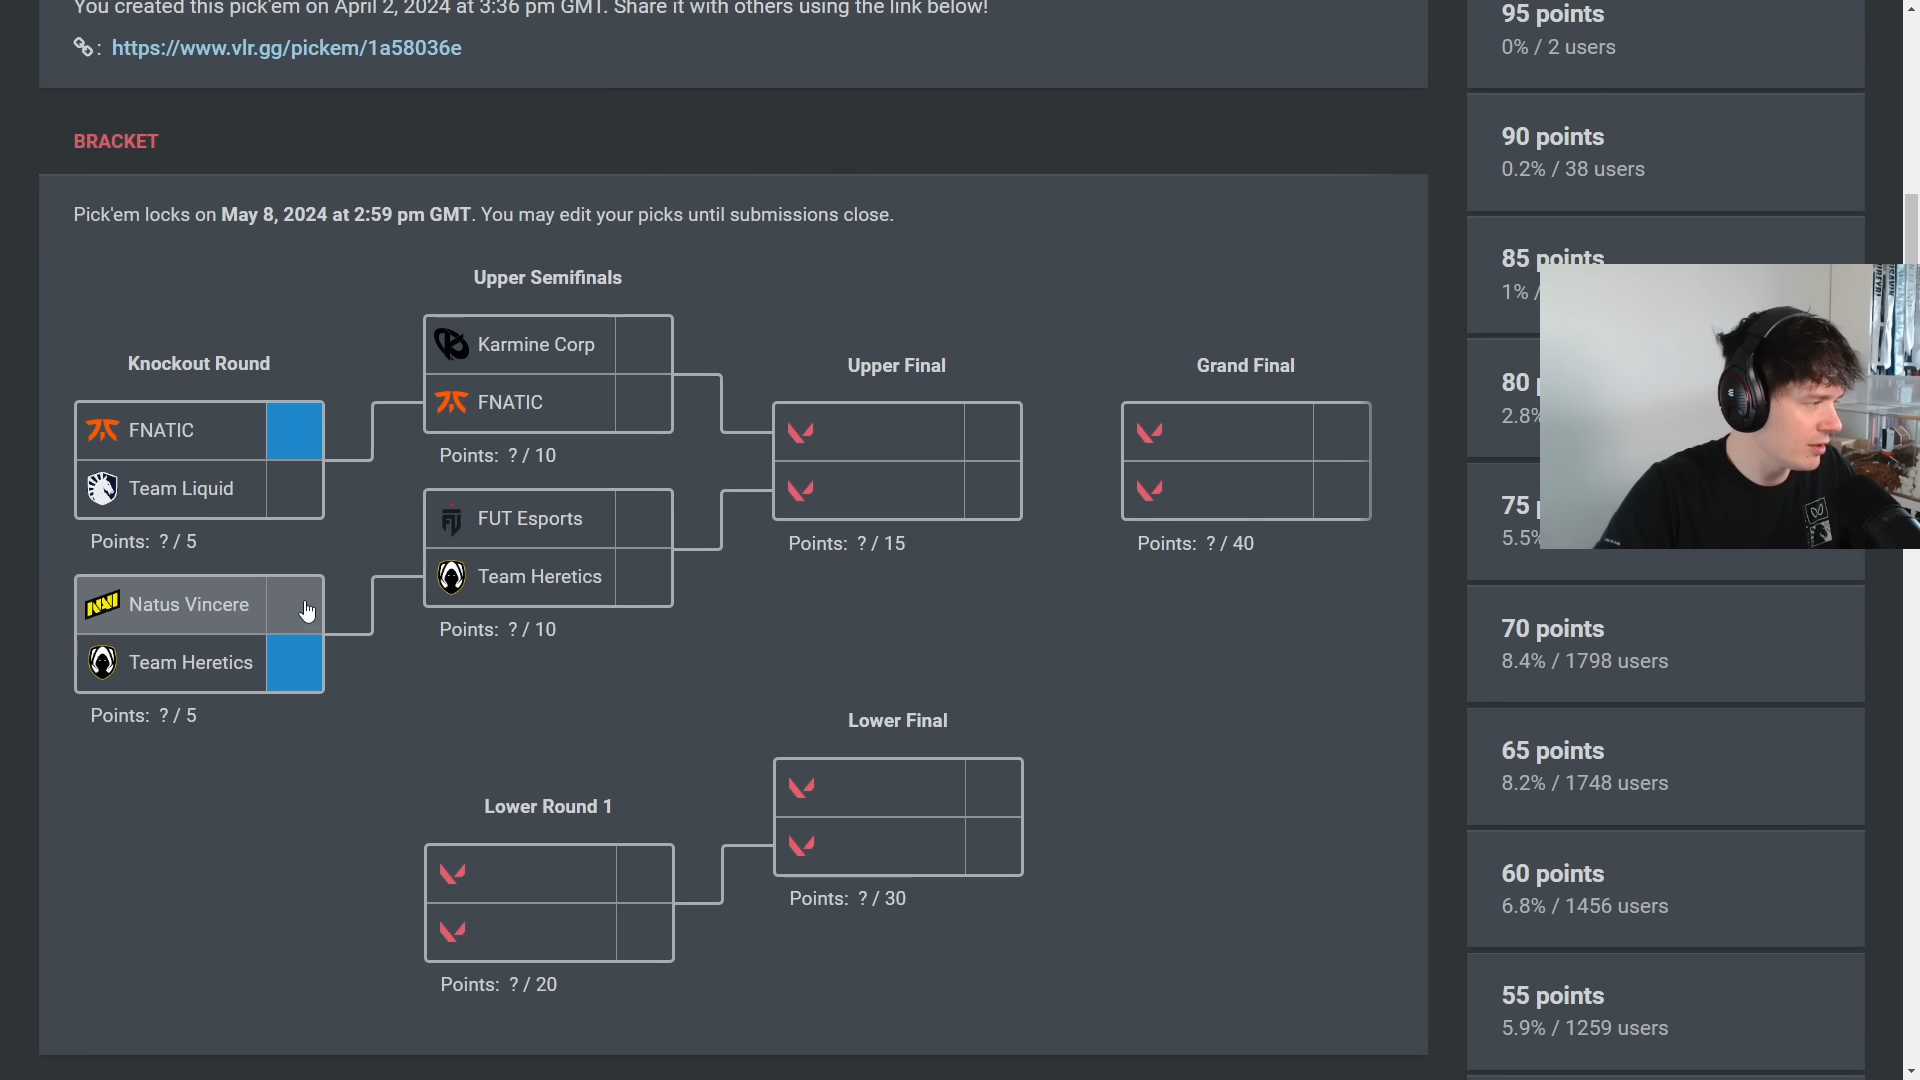 You created this pick'em on April 2, 2024 at 3:36 pm GMT. Share it with others using the link below!
: https://www.vlr.gg/pickem/1a58036e
BRACKET
Pick'em locks on May 8, 2024 at 2:59 pm GMT. You may edit your picks until submissions close.
Knockout Round
FNATIC
Team Liquid
Points: ? / 5
Natus Vincere
Team Heretics
Points: ? / 5
Upper Semifinals
Karmine Corp
FNATIC
Points: ? / 10
FUT Esports
Team Heretics
Points: ? / 10
Upper Final
Points: ? / 15
Grand Final
Points: ? / 40
Lower Round 1
Points: ? / 20
Lower Final
Points: ? / 30
95 points
0% / 2 users
90 points
0.2% / 38 users
85 points
1% /
80
2.8%
75
5.5%
70 points
8.4% / 1798 users
65 points
8.2% / 1748 users
60 points
6.8% / 1456 users
55 points
5.9% / 1259 users